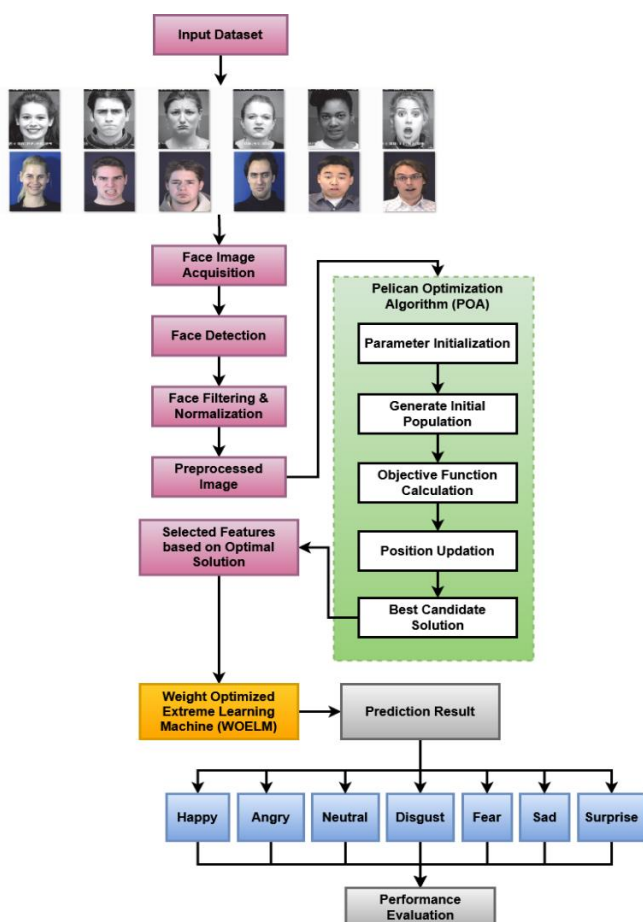 Input Dataset
Face Image
Acquisition
Face Detection
Face Filtering &
Normalization
Preprocessed
Image
Pelican Optimization
Algorithm (POA)
Parameter Initialization
Generate Initial
Population
Objective Function
Calculation
Position Updation
Best Candidate
Solution
Selected Features
based on Optimal
Solution
Weight Optimized
Extreme Learning
Machine (WOELM)
Prediction Result
Happy
Angry
Neutral
Disgust
Fear
Sad
Surprise
Performance
Evaluation